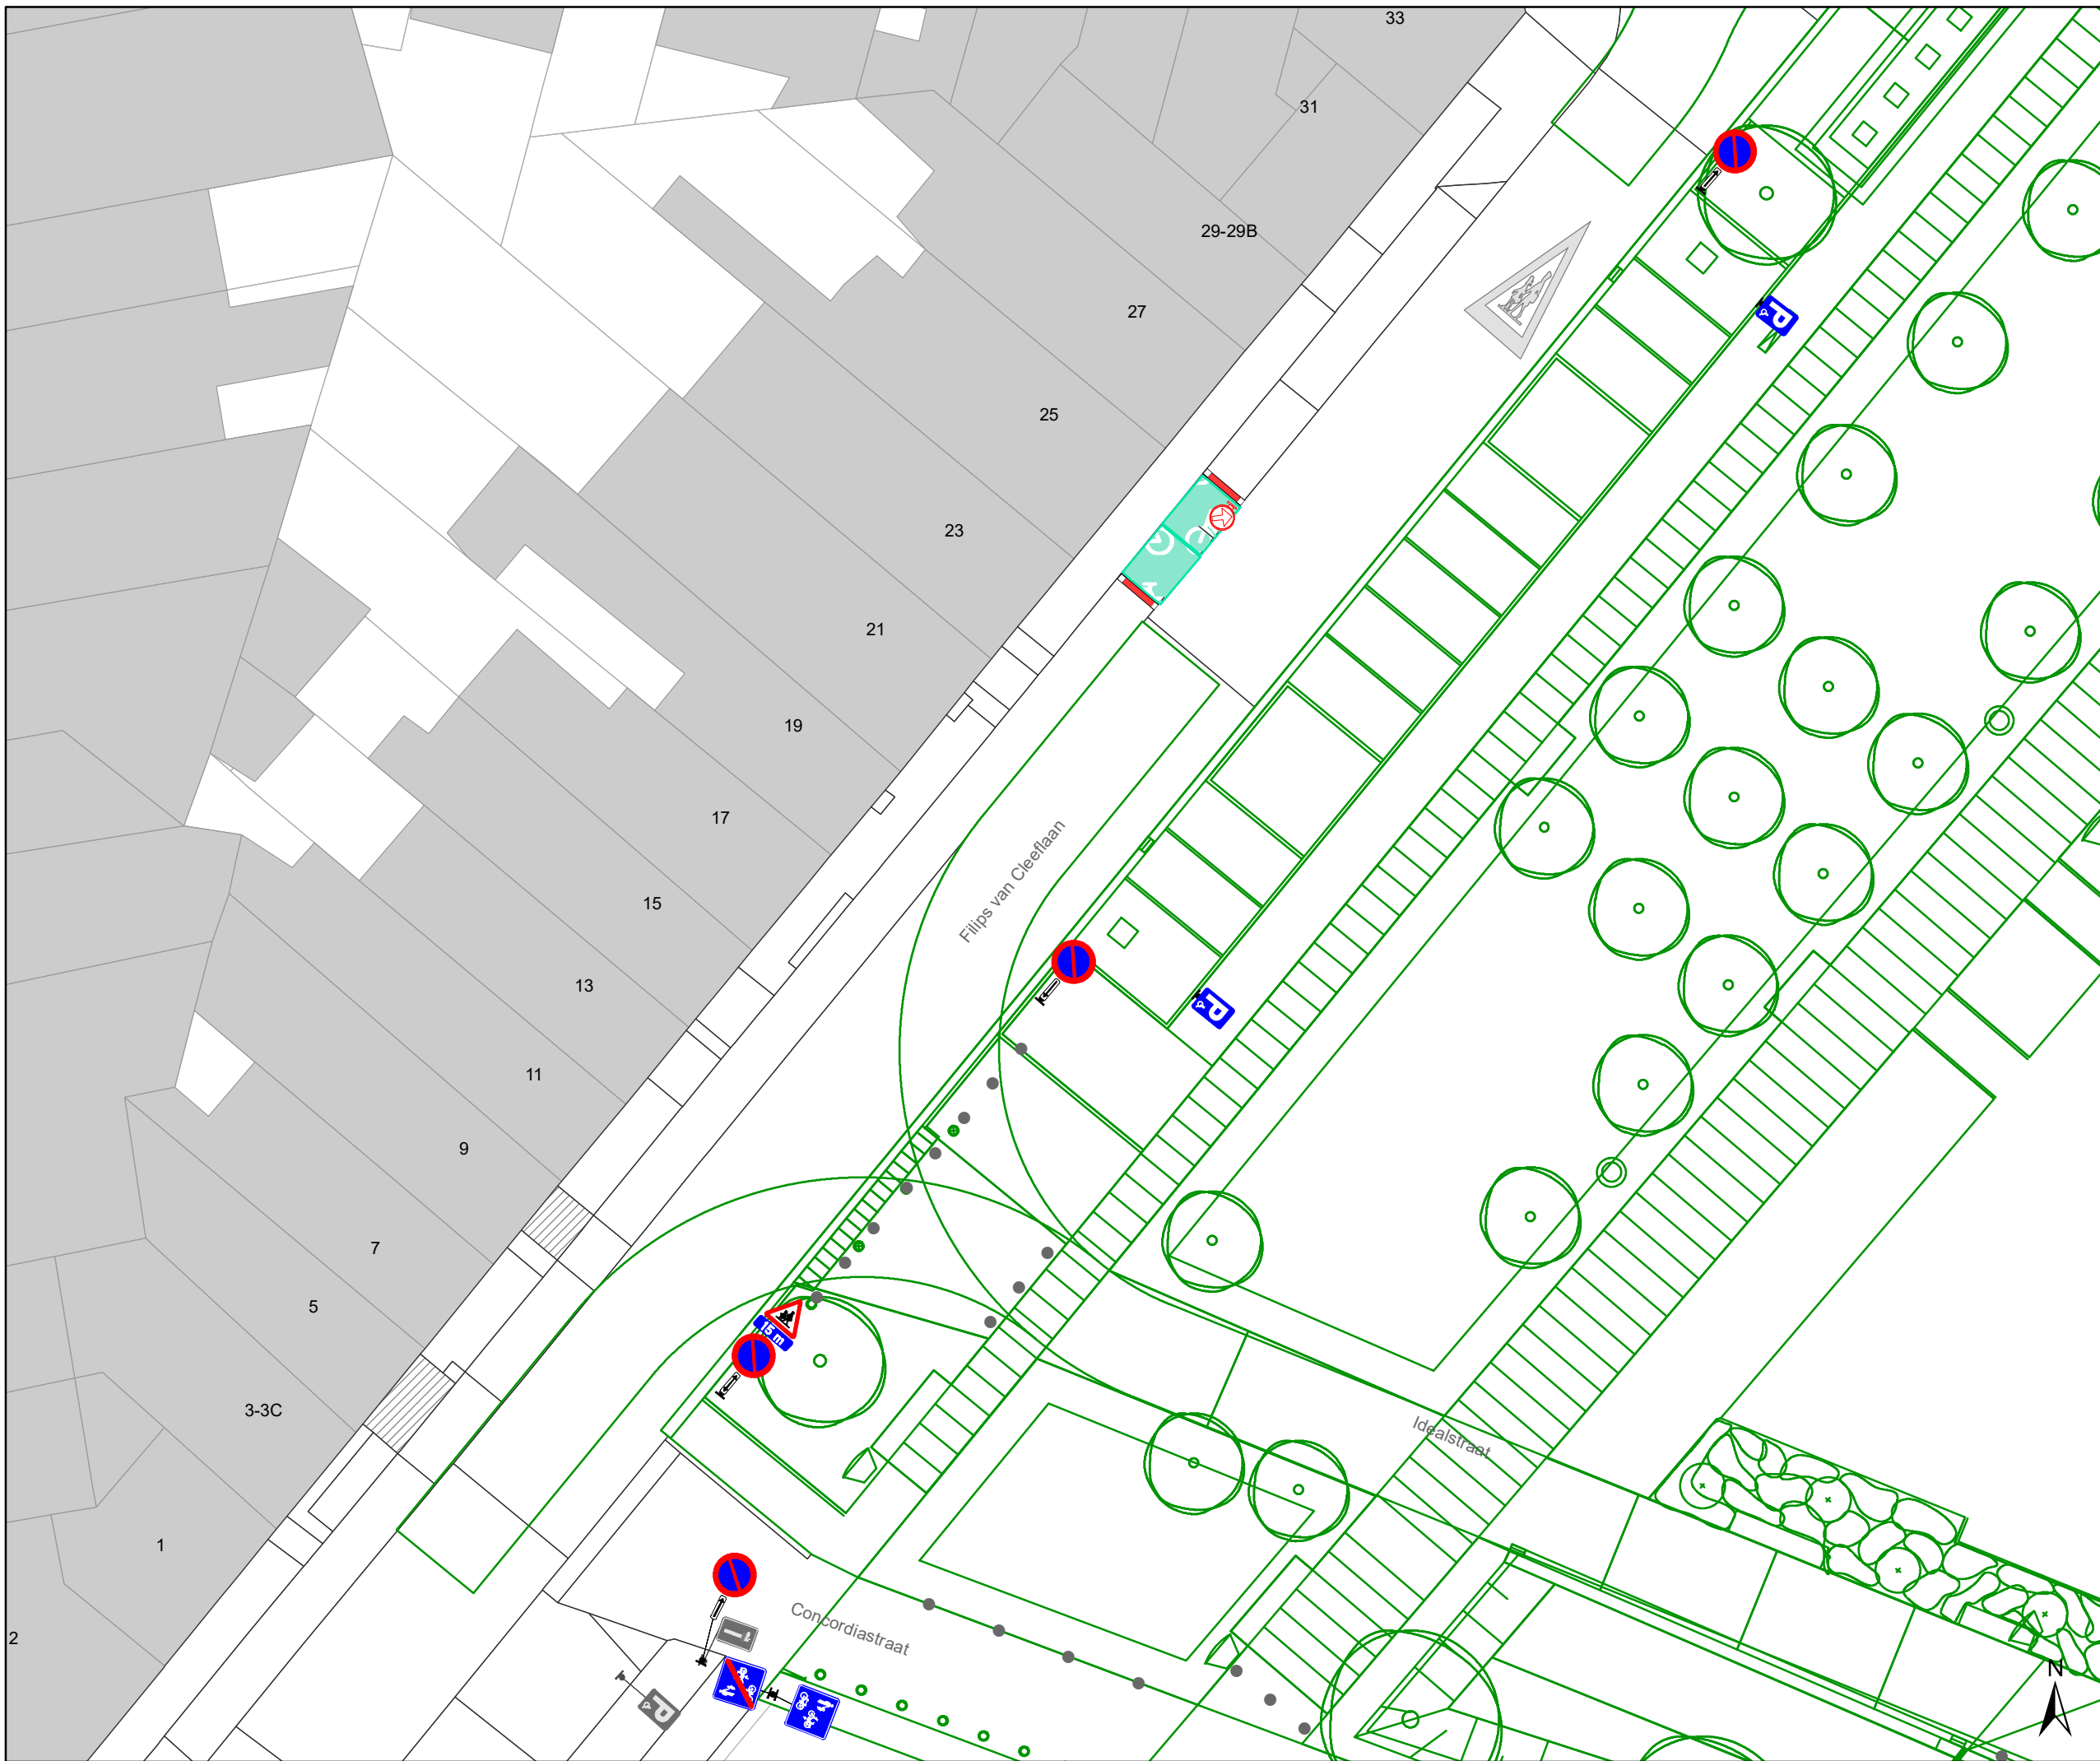 33
31
29-29B
27
25
23
21
19
17
15
13
11
9
7
5
3-3C
1
2
Filips van Cleeflaan
P
P
15 m
Idealstraat
Concordiastraat
P
N